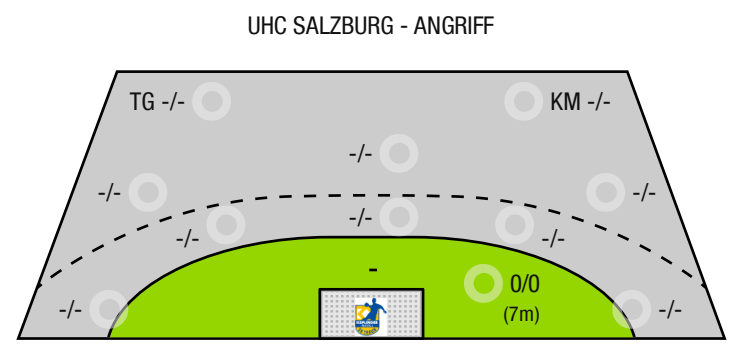 UHC SALZBURG - ANGRIFF
TG -/- KM -/-
-/-
-/- -/-
-/-
-/- -/-
-
0/0
-/- -/-
(7m)